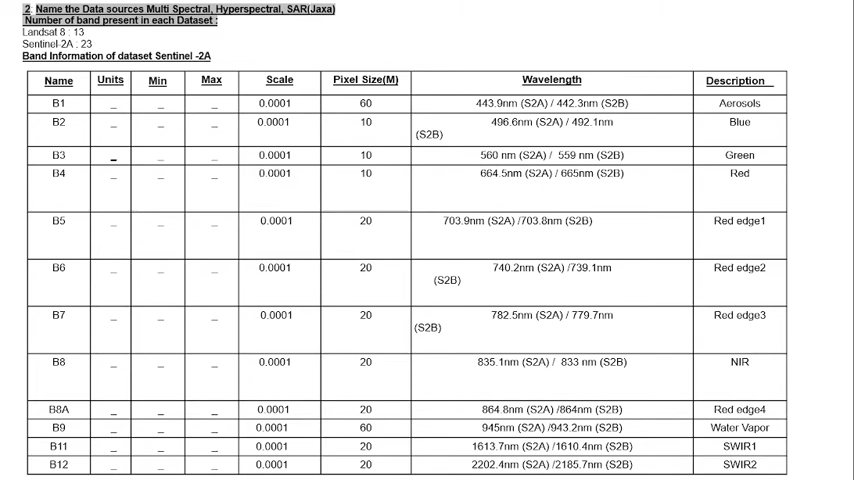 2. Name the Data sources Multi Spectral, Hyperspectral, SAR(Jaxa)
Number of band present in each Dataset :
Landsat 8 : 13
Sentinel-2A : 23
Band Information of dataset Sentinel -2A
Name Units Min Max Scale Pixel Size(M) Wavelength Description
B1 _ _ _ 0.0001 60 443.9nm (S2A) / 442.3nm (S2B) Aerosols
B2 _ _ _ 0.0001 10 496.6nm (S2A) / 492.1nm Blue
(S2B)
B3 _ _ _ 0.0001 10 560 nm (S2A) / 559 nm (S2B) Green
B4 _ _ _ 0.0001 10 664.5nm (S2A) / 665nm (S2B) Red
B5 _ _ _ 0.0001 20 703.9nm (S2A) /703.8nm (S2B) Red edge1
B6 _ _ _ 0.0001 20 740.2nm (S2A) /739.1nm Red edge2
(S2B)
B7 _ _ _ 0.0001 20 782.5nm (S2A) / 779.7nm Red edge3
(S2B)
B8 _ _ _ 0.0001 20 835.1nm (S2A) / 833 nm (S2B) NIR
B8A _ _ _ 0.0001 20 864.8nm (S2A) /864nm (S2B) Red edge4
B9 _ _ _ 0.0001 60 945nm (S2A) /943.2nm (S2B) Water Vapor
B11 _ _ _ 0.0001 20 1613.7nm (S2A) /1610.4nm (S2B) SWIR1
B12 _ _ _ 0.0001 20 2202.4nm (S2A) /2185.7nm (S2B) SWIR2